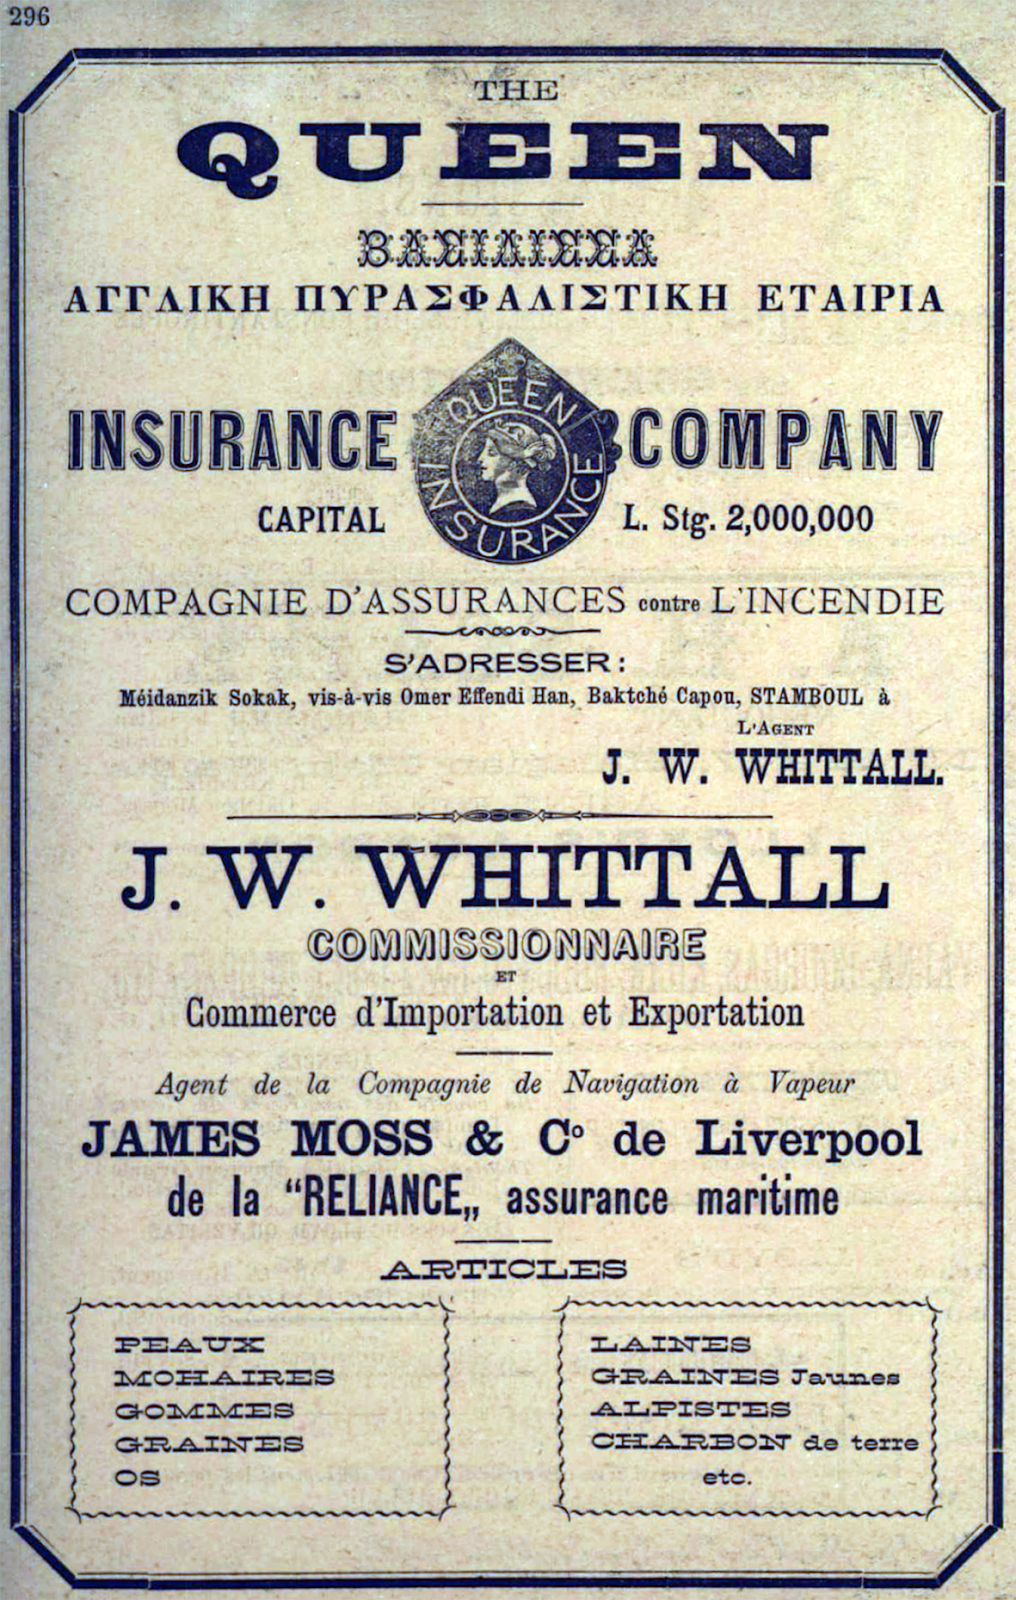 296
THE
QUEEN
ΒΑΣΙΛΙΣΣΑ
ΑΓΓΛΙΚΗ ΠΥΡΑΣΦΑΛΙΣΤΙΚΗ ΕΤΑΙΡΙΑ
QUEEN
INSURANCE
INSURANCE COMPANY
CAPITAL L. Stg. 2,000,000
COMPAGNIE D'ASSURANCES contre L'INCENDIE
S'ADRESSER:
Méidanzik Sokak, vis-à-vis Omer Effendi Han, Baktché Capou, STAMBOUL à
L'AGENT
J. W. WHITTALL.
J. W. WHITTALL
COMMISSIONNAIRE
ET
Commerce d'Importation et Exportation
Agent de la Compagnie de Navigation à Vapeur
JAMES MOSS & Cº de Liverpool
de la “RELIANCE„ assurance maritime
ARTICLES
PEAUX
MOHAIRES
GOMMES
GRAINES
OS
LAINES
GRAINES Jaunes
ALPISTES
CHARBON de terre
etc.